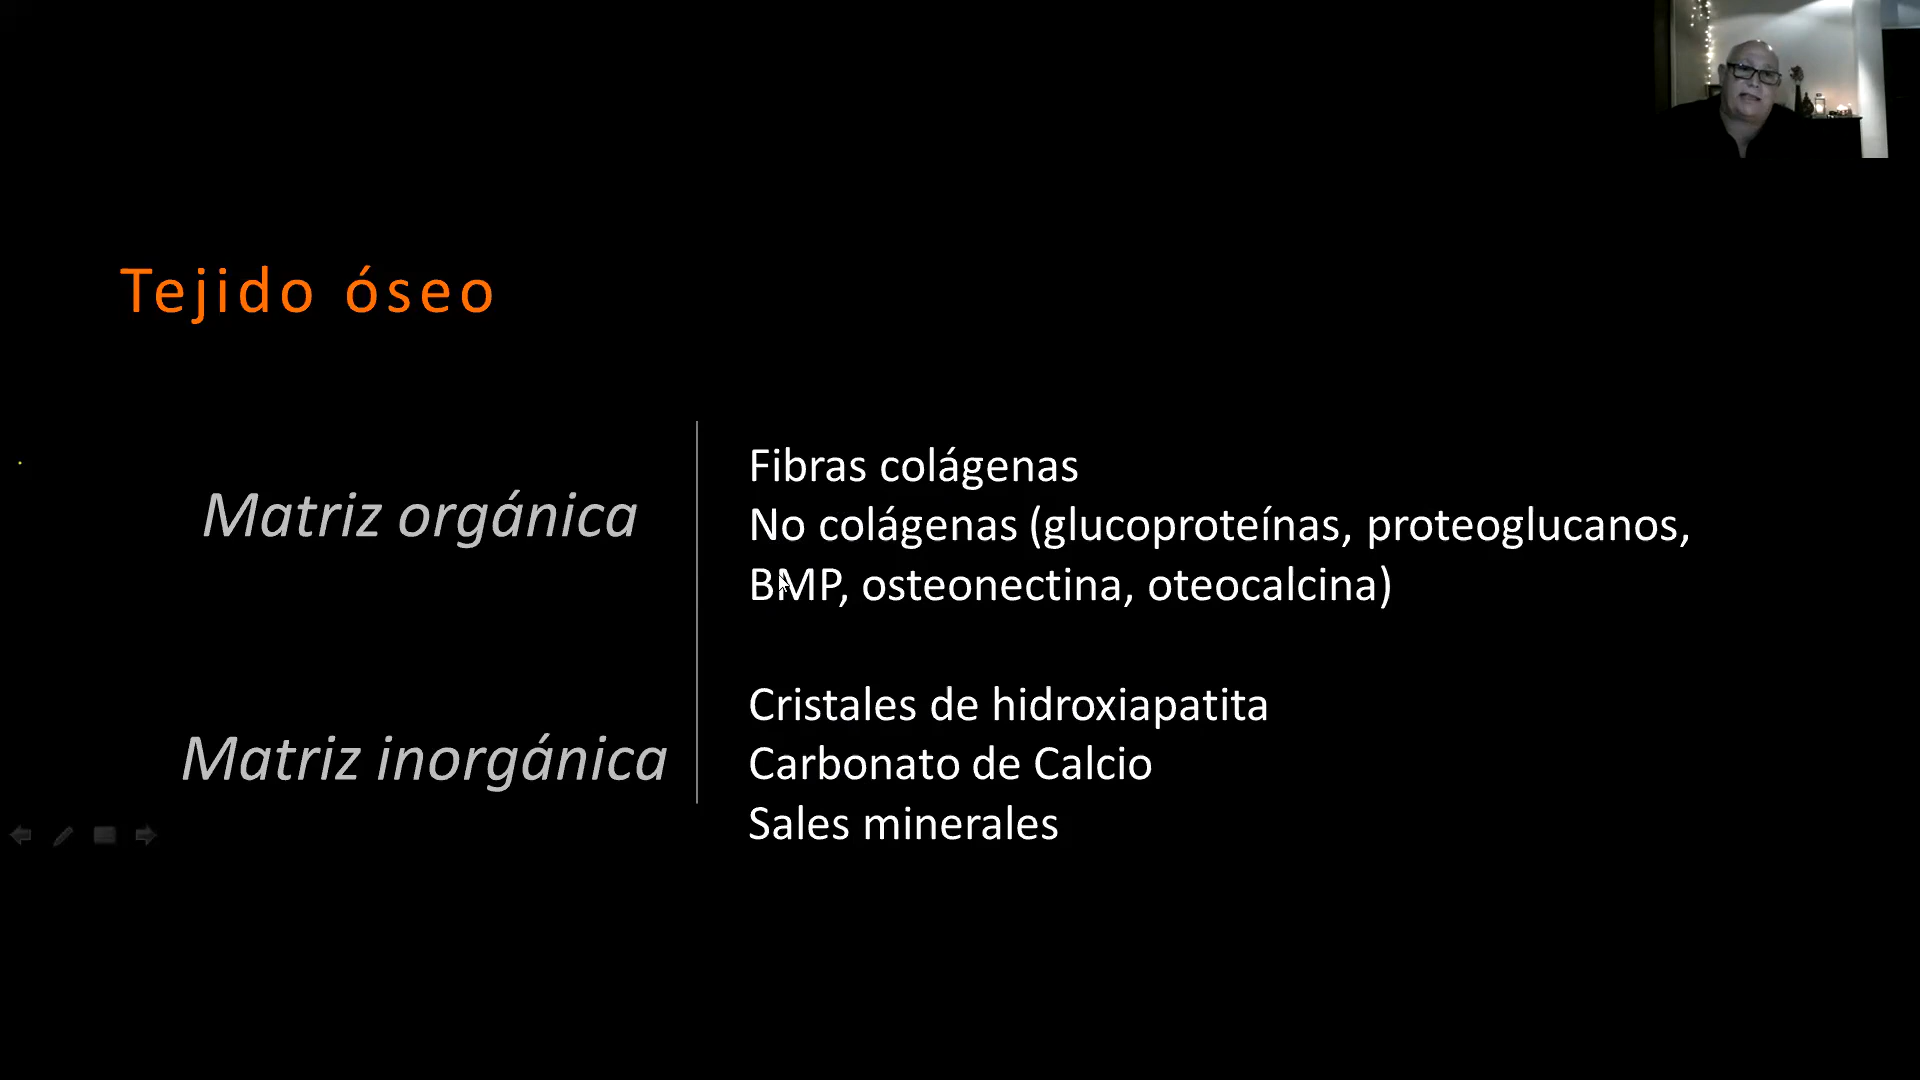 Tejido óseo
Matriz orgánica
Fibras colágenas
No colágenas (glucoproteínas, proteoglucanos,
BMP, osteonectina, oteocalcina)
Matriz inorgánica
Cristales de hidroxiapatita
Carbonato de Calcio
Sales minerales